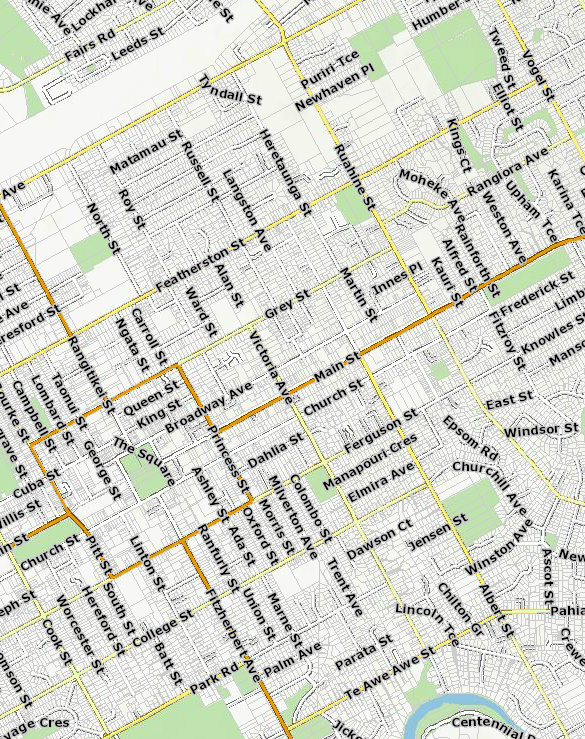 Fairs Rd
Leeds St
Humber
Tweed St
Vogel St
Puriri Tce
Newhaven Pl
Tyndall St
Elliot St
Kings Ct
Matamau St
Heretaunga St
Ruahine St
Russell St
Langston Ave
Rangiora Ave
Moheke Ave
Karina Tce
Upham Tce
Weston Ave
Ave
Roy St
North St
Rainforth St
Alfred St
Kauri St
Featherston St
Alan St
Innes Pl
Martin St
Frederick St
Ave
Grey St
Ward St
Carroll St
Ngata St
Fitzroy St
Knowles
Rangitikei St
Victoria Ave
Main St
Queen St
King St
Broadway Ave
Church St
East St
Taonui St
Lombard St
Campbell St
Windsor St
Ferguson St
Epsom Rd
Princess St
Dahlia St
The Square
George St
Manapouri Cres
Elmira Ave
Churchill Ave
Cuba St
Ashley St
Colombo St
Milverton Ave
Morris St
Oxford St
Ada St
Jensen St
Dawson Ct
Winston Ave
Church St
Pitt St
Linton St
Ranfurly St
Ascot St
Trent Ave
South St
Hereford St
Worcester St
Fitzherbert Ave
Union St
Marne St
Chilton Gr
Albert St
Lincoln Tce
College St
Cook St
Batt St
Palm Ave
Parata St
Te Awe Awe St
Park Rd
Centennial D